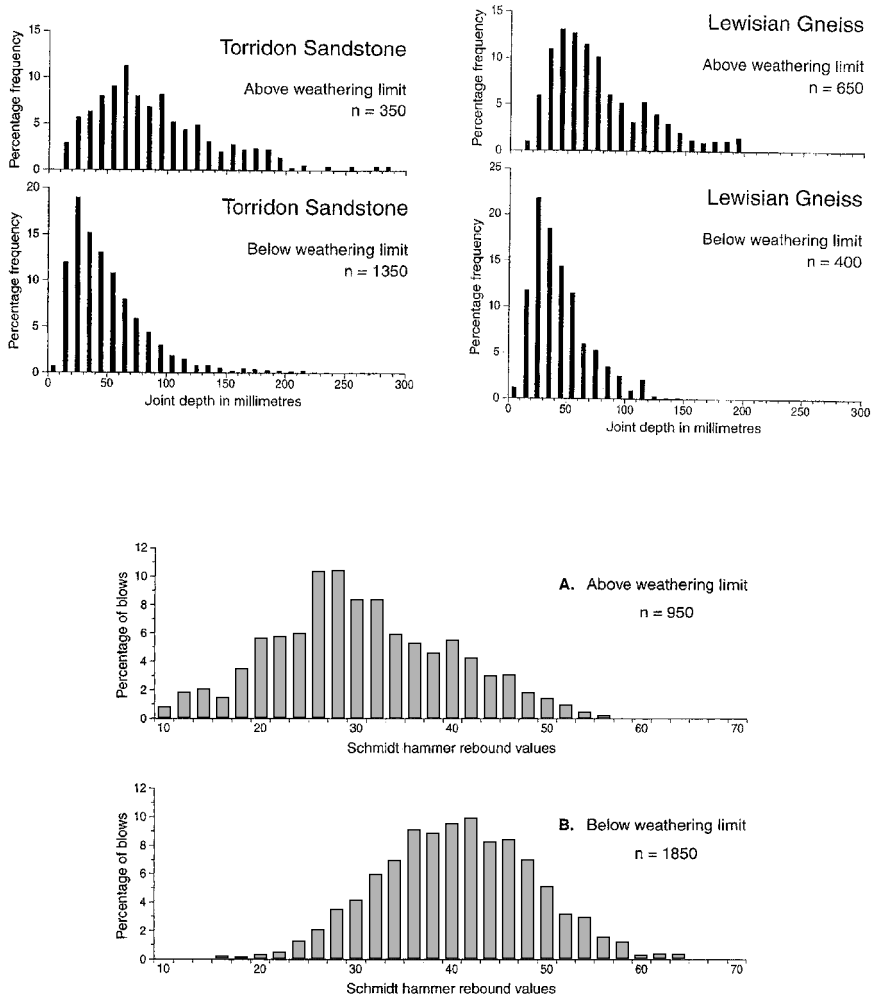 Torridon Sandstone
Above weathering limit
n = 350
Percentage frequency
15
10
5
0
Lewisian Gneiss
Above weathering limit
n = 650
Percentage frequency
15
10
5
0
Torridon Sandstone
Below weathering limit
n = 1350
Percentage frequency
20
15
10
5
0
0 50 100 150 200 250 300
Joint depth in millimetres
Lewisian Gneiss
Below weathering limit
n = 400
Percentage frequency
25
20
15
10
5
0
0 50 100 150 200 250 300
Joint depth in millimetres
A. Above weathering limit
n = 950
Percentage of blows
12
10
8
6
4
2
0
10 20 30 40 50 60 70
Schmidt hammer rebound values
B. Below weathering limit
n = 1850
Percentage of blows
12
10
8
6
4
2
0
10 20 30 40 50 60 70
Schmidt hammer rebound values